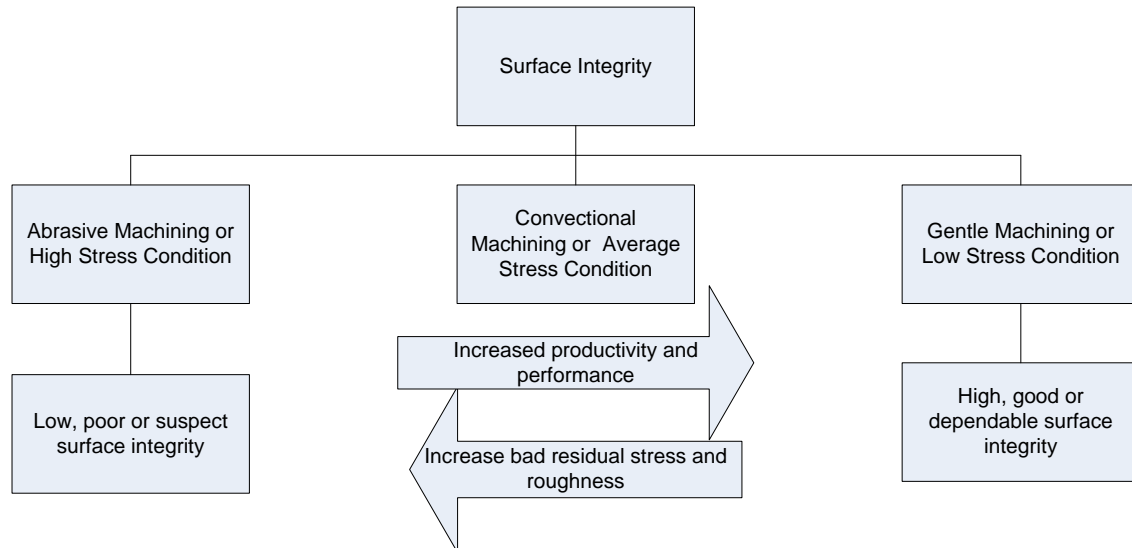 Surface Integrity
Abrasive Machining or
High Stress Condition
Convectional
Machining or Average
Stress Condition
Gentle Machining or
Low Stress Condition
Increased productivity and
performance
Low, poor or suspect
surface integrity
High, good or
dependable surface
integrity
Increase bad residual stress and
roughness